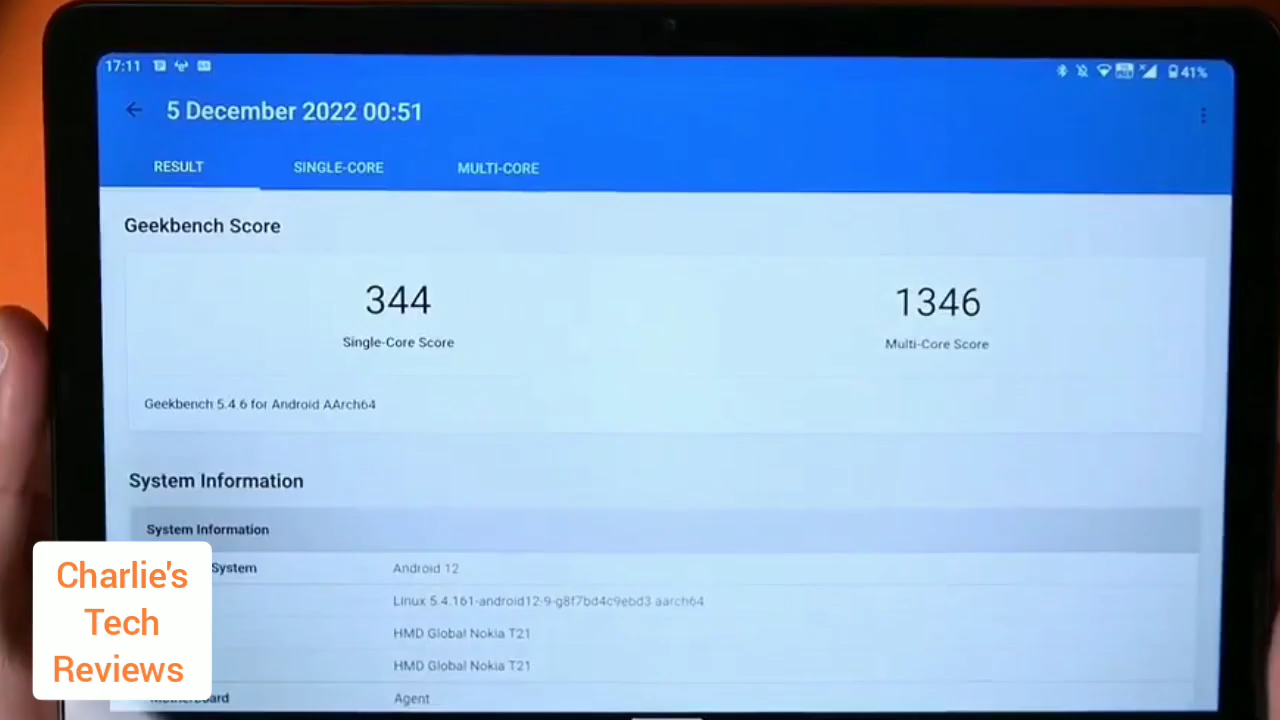 17:11
41%
5 December 2022 00:51
RESULT SINGLE-CORE MULTI-CORE
Geekbench Score
344 1346
Single-Core Score Multi-Core Score
Geekbench 5.4.6 for Android AArch64
System Information
System Information
System Android 12
Linux 5.4.161-android12-9-g8f7bd4c9ebd3 aarch64
HMD Global Nokia T21
HMD Global Nokia T21
Motherboard Agent
Charlie's
Tech
Reviews